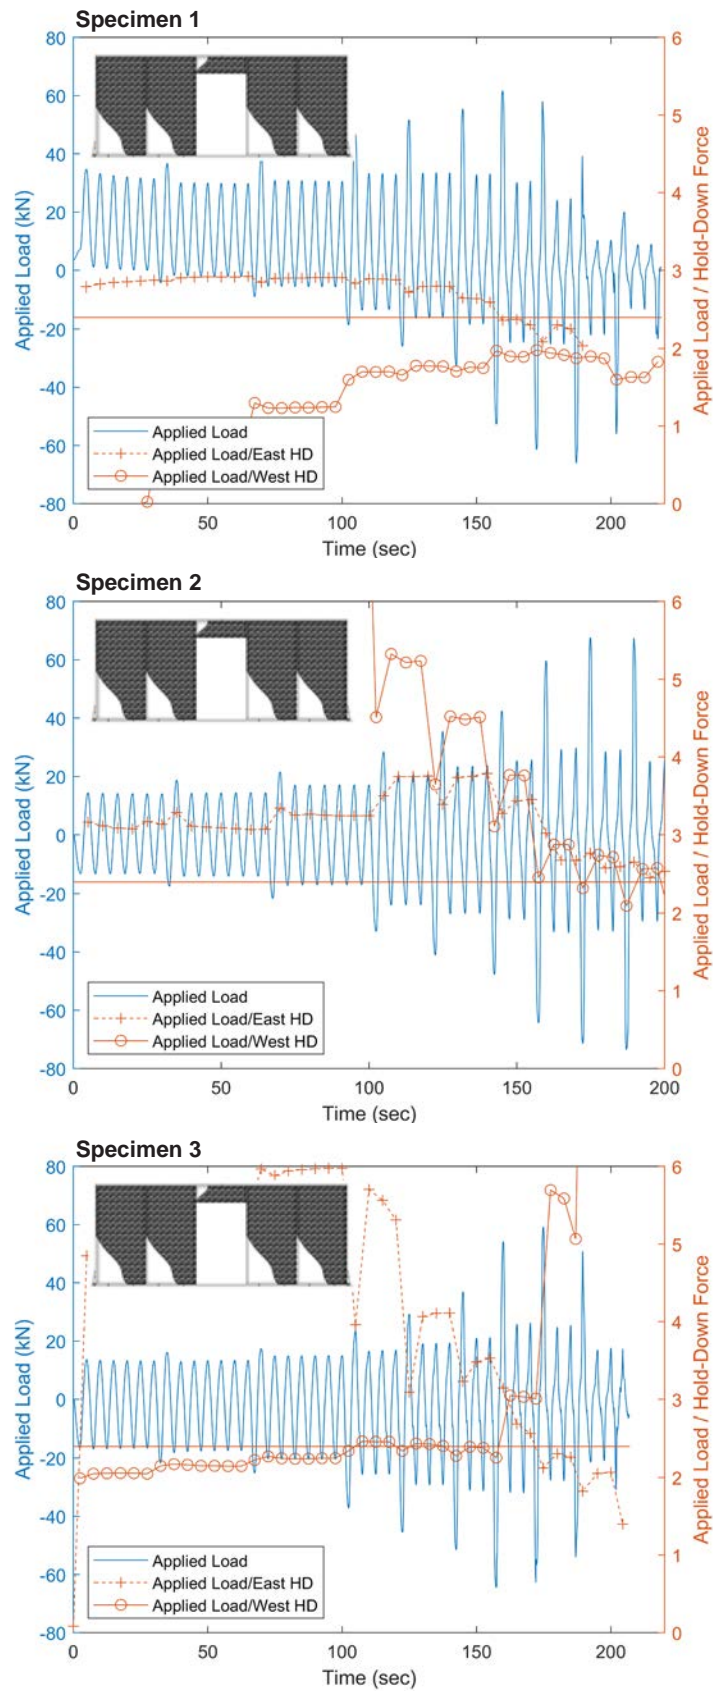 Specimen 1
80
60
40
20
0
-20
-40
-60
-80
Applied Load (kN)
6
5
4
3
2
1
0
Applied Load / Hold-Down Force
Applied Load
Applied Load/East HD
Applied Load/West HD
0 50 100 150 200
Time (sec)
Specimen 2
80
60
40
20
0
-20
-40
-60
-80
Applied Load (kN)
6
5
4
3
2
1
0
Applied Load / Hold-Down Force
Applied Load
Applied Load/East HD
Applied Load/West HD
0 50 100 150 200
Time (sec)
Specimen 3
80
60
40
20
0
-20
-40
-60
-80
Applied Load (kN)
6
5
4
3
2
1
0
Applied Load / Hold-Down Force
Applied Load
Applied Load/East HD
Applied Load/West HD
0 50 100 150 200
Time (sec)